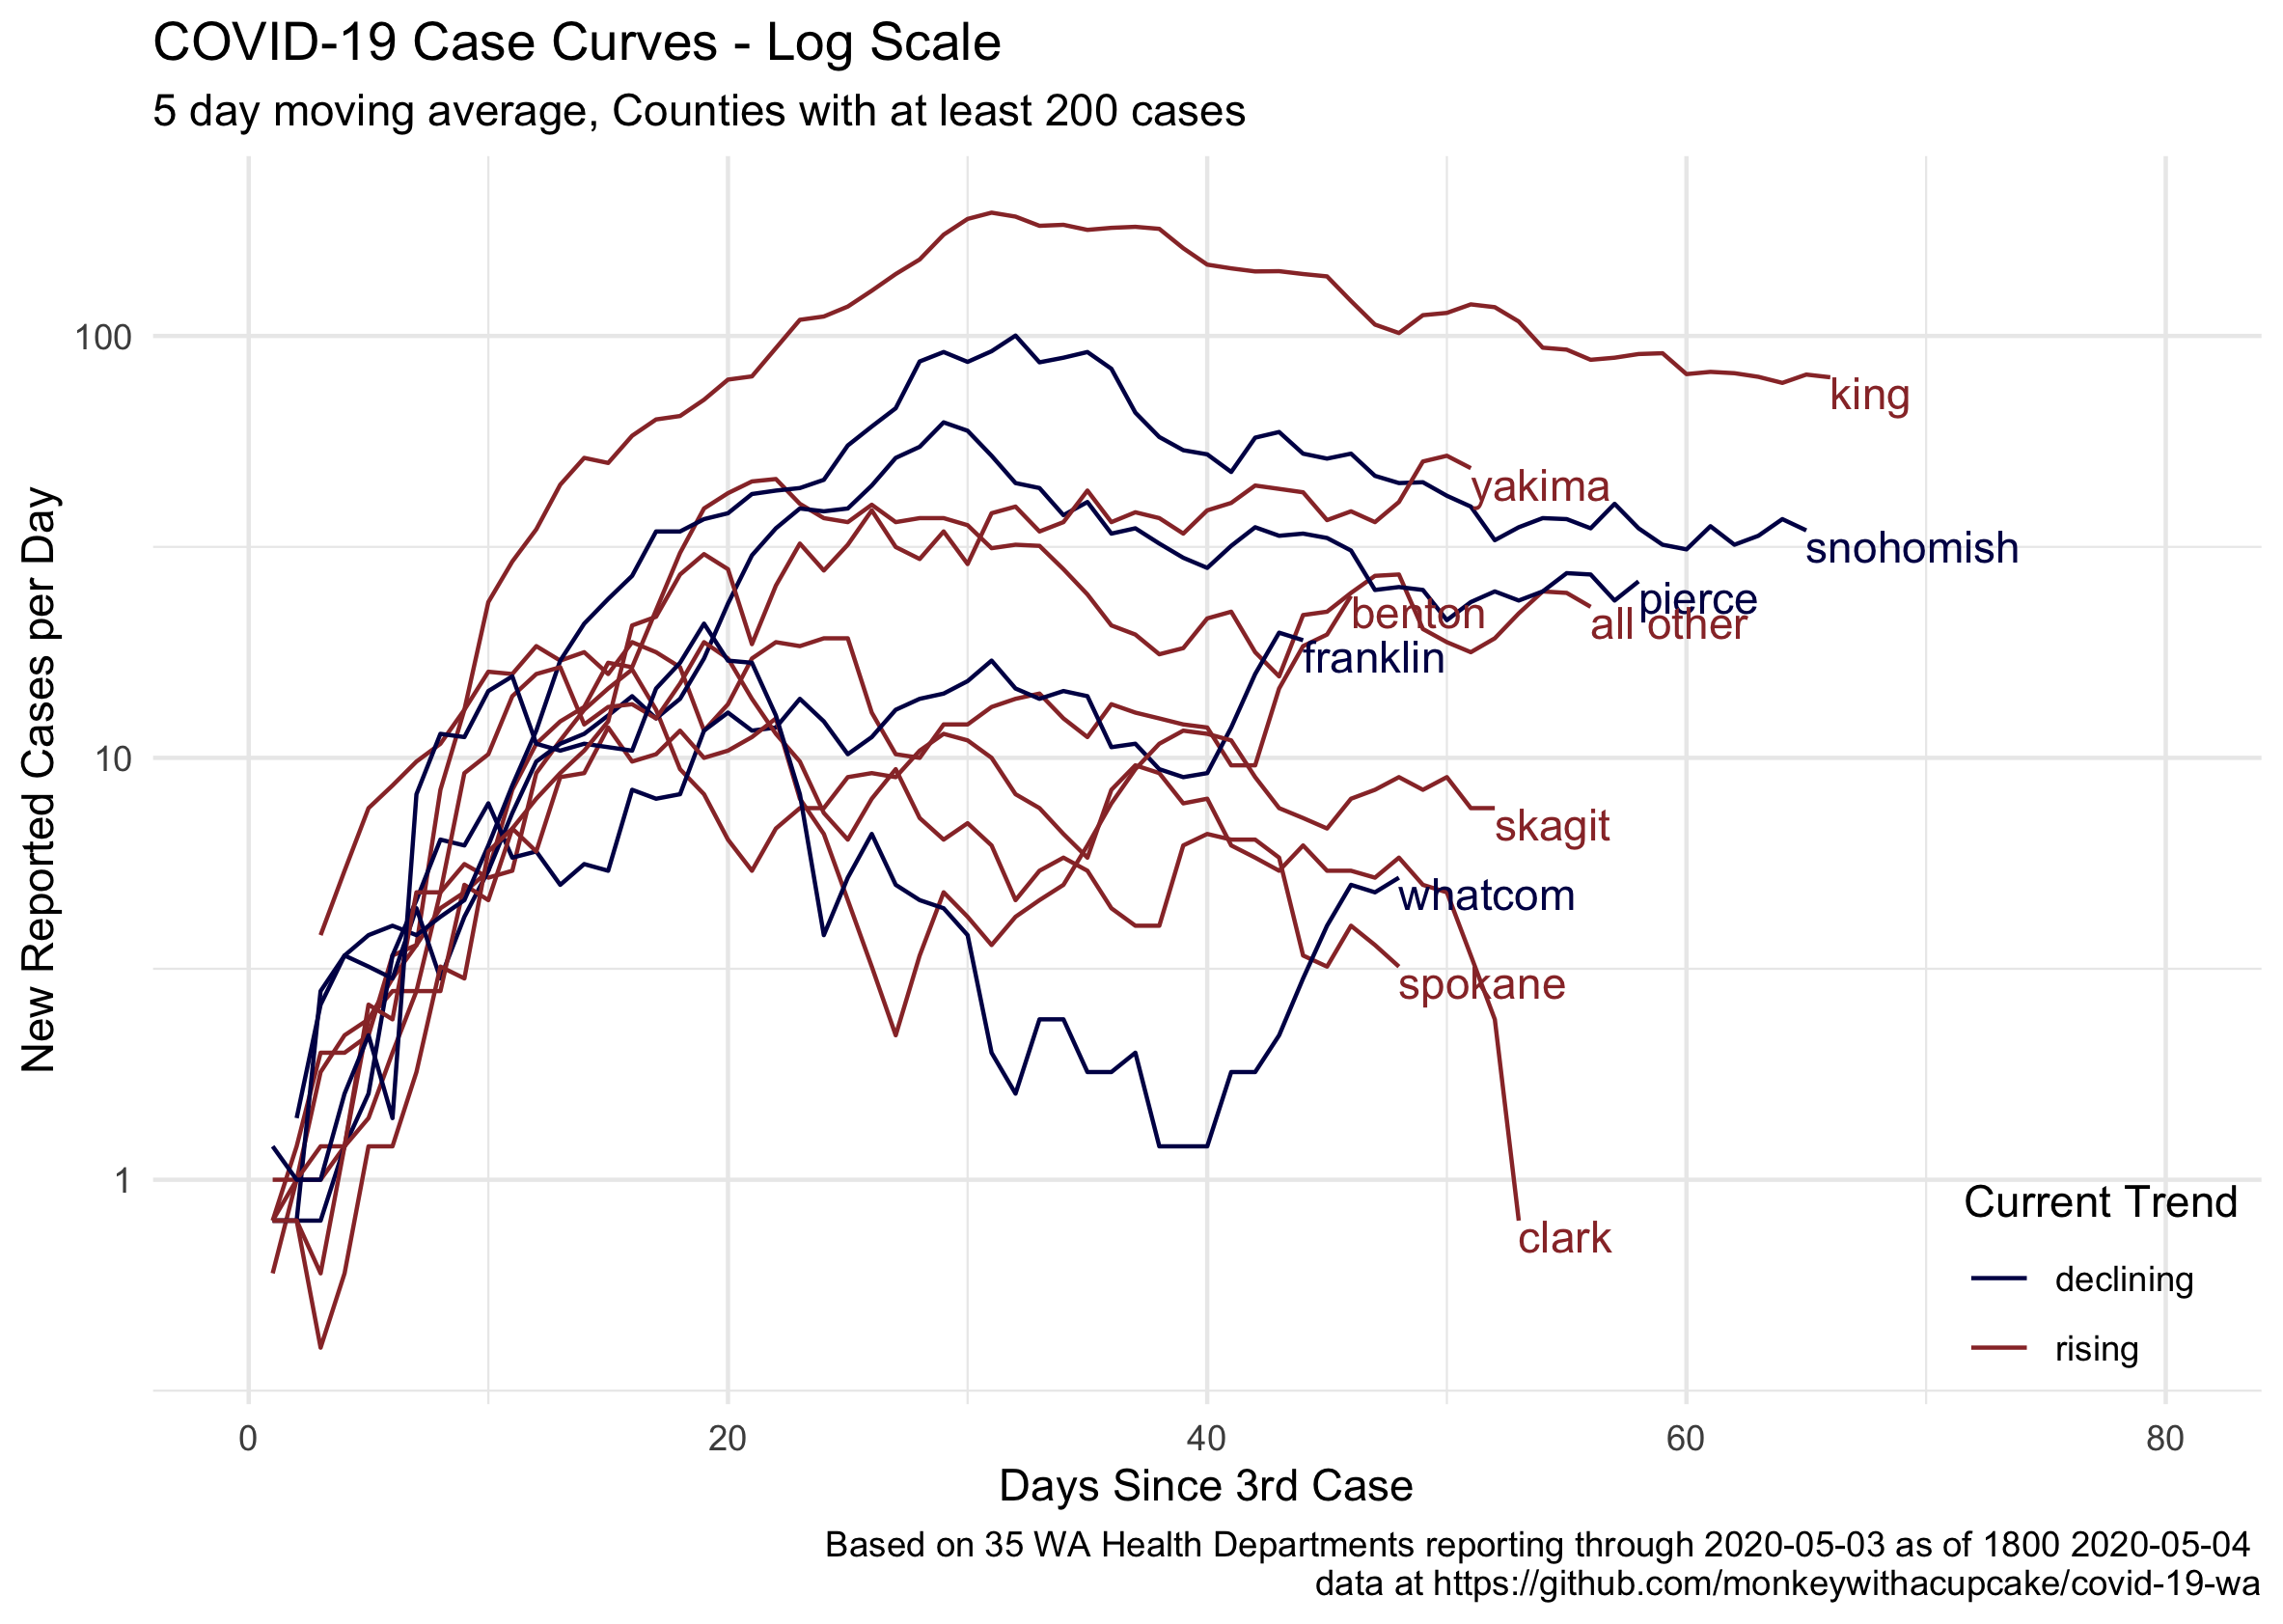 COVID-19 Case Curves - Log Scale
5 day moving average, Counties with at least 200 cases
New Reported Cases per Day
100
10
1
king
yakima
snohomish
pierce
benton
all other
franklin
skagit
whatcom
spokane
clark
Current Trend
declining
rising
0 20 40 60 80
Days Since 3rd Case
Based on 35 WA Health Departments reporting through 2020-05-03 as of 1800 2020-05-04
data at https://github.com/monkeywithacupcake/covid-19-wa